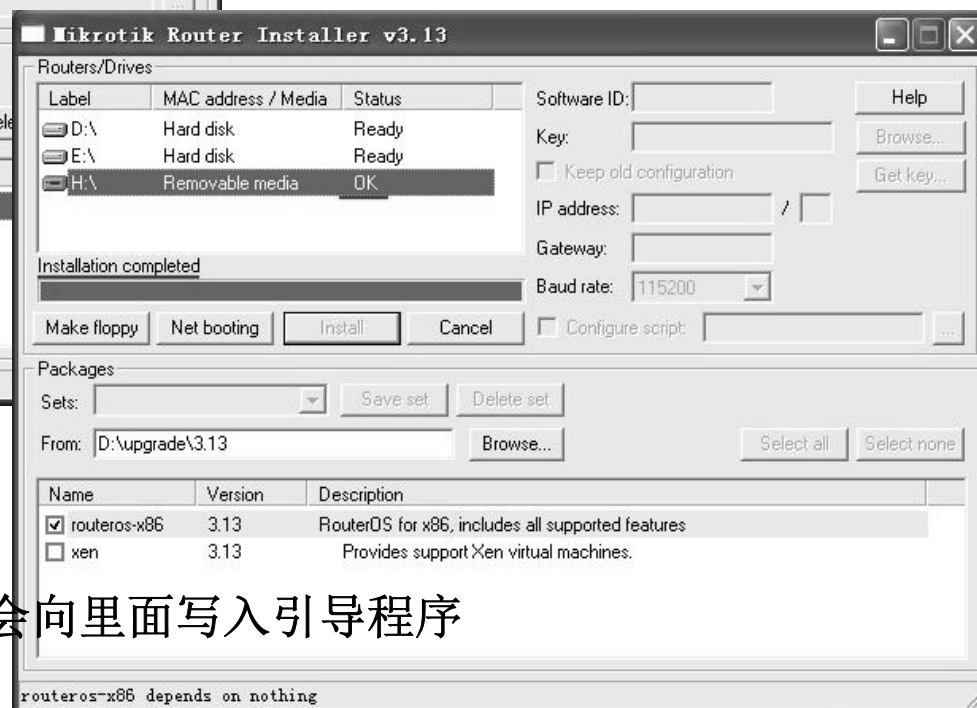 Mikrotik Router Installer v3.13
Routers/Drives
Label MAC address / Media Status
D:\ Hard disk Ready
E:\ Hard disk Ready
H:\ Removable media OK
Installation completed
Make floppy Net booting Install Cancel
Software ID: Help
Key: Browse...
Keep old configuration Get key...
IP address: /
Gateway:
Baud rate: 115200
Configure script: ...
Packages
Sets: Save set Delete set
From: D:\upgrade\3.13 Browse... Select all Select none
Name Version Description
routeros-x86 3.13 RouterOS for x86, includes all supported features
xen 3.13 Provides support Xen virtual machines.
会向里面写入引导程序
routeros-x86 depends on nothing